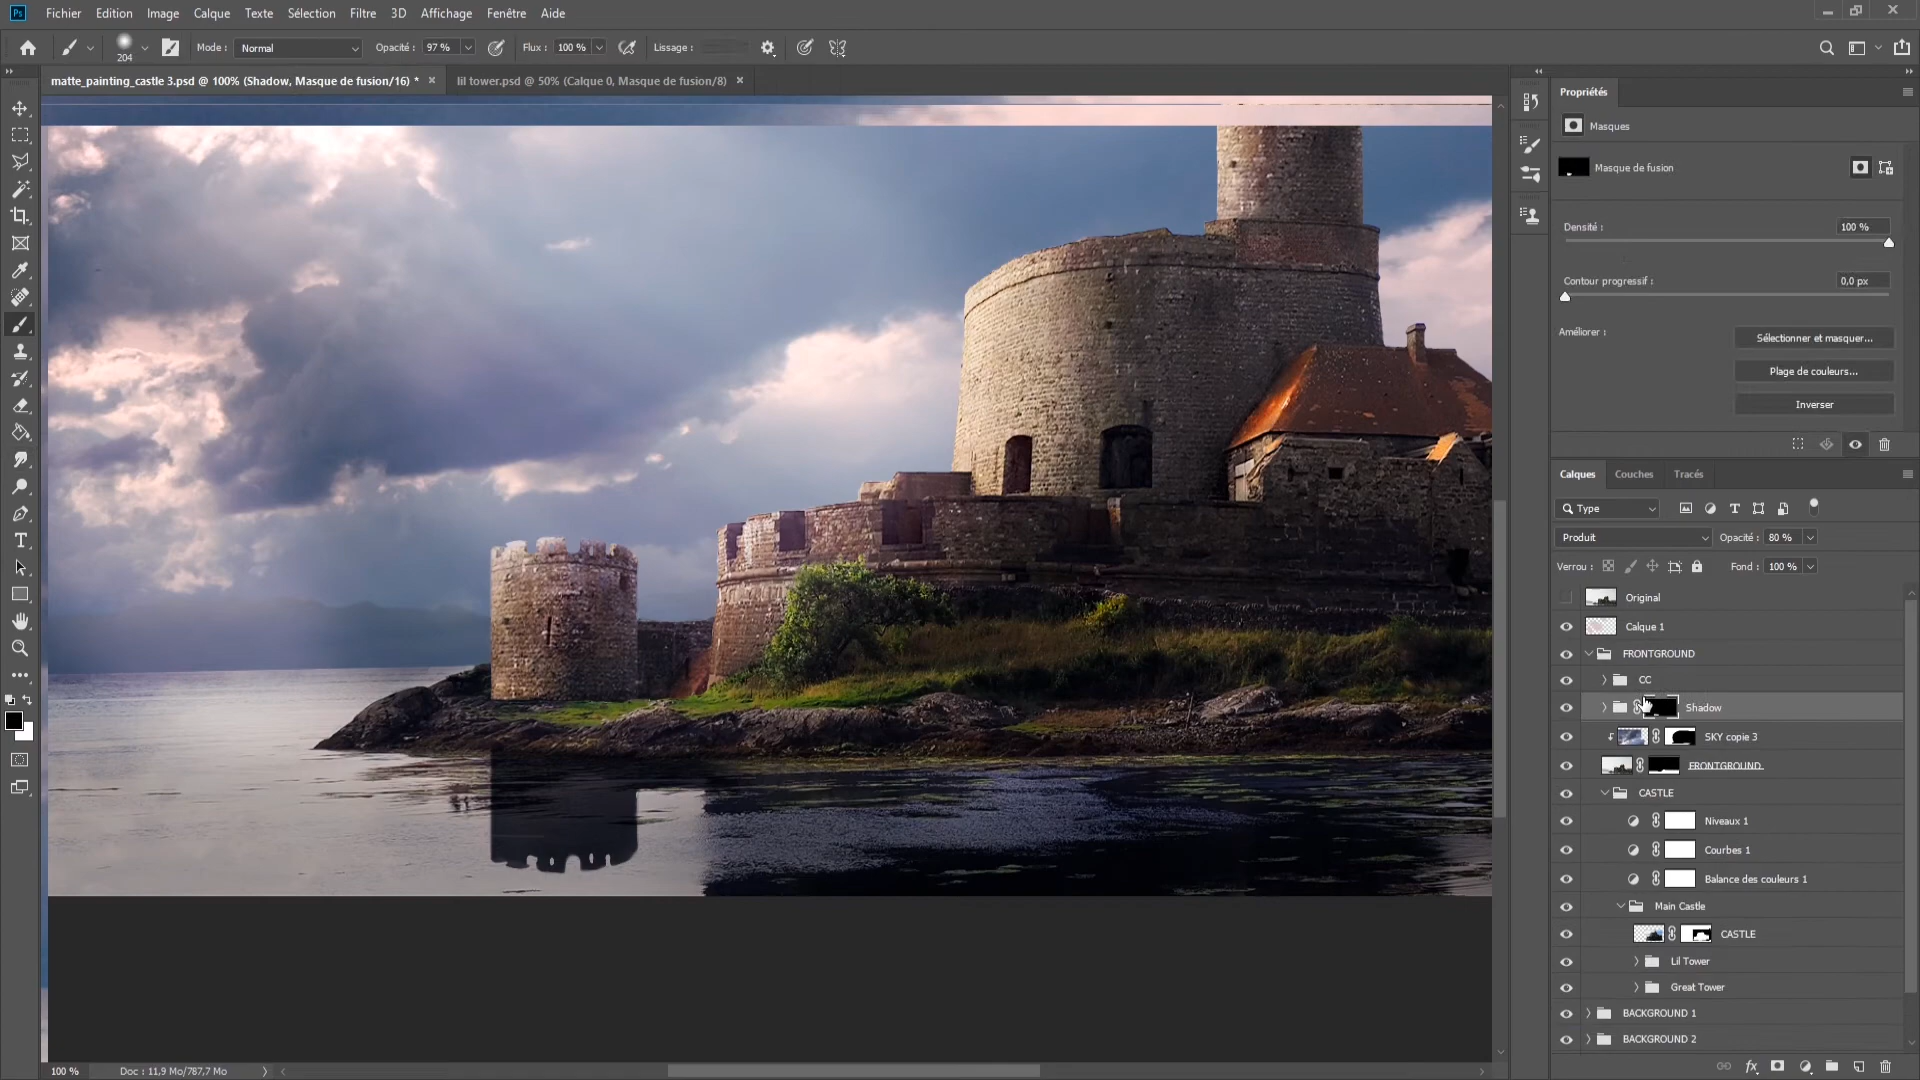 Ps Fichier Edition Image Calque Texte Sélection Filtre 3D Affichage Fenêtre Aide
204 Mode : Normal Opacité : 97 % Flux : 100 % Lissage :
matte_painting_castle 3.psd @ 100% (Shadow, Masque de fusion/16) * × lil tower.psd @ 50% (Calque 0, Masque de fusion/8) ×
Propriétés
Masques
Masque de fusion
Densité : 100 %
Contour progressif : 0,0 px
Améliorer :
Sélectionner et masquer...
Plage de couleurs...
Inverser
Calques Couches Tracés
Type
Produit Opacité : 80 %
Verrou : Fond : 100 %
Original
Calque 1
FRONTGROUND
CC
Shadow
SKY copie 3
FRONTGROUND
CASTLE
Niveaux 1
Courbes 1
Balance des couleurs 1
Main Castle
CASTLE
Lil Tower
Great Tower
BACKGROUND 1
BACKGROUND 2
100 % Doc : 11,9 Mo/787,7 Mo